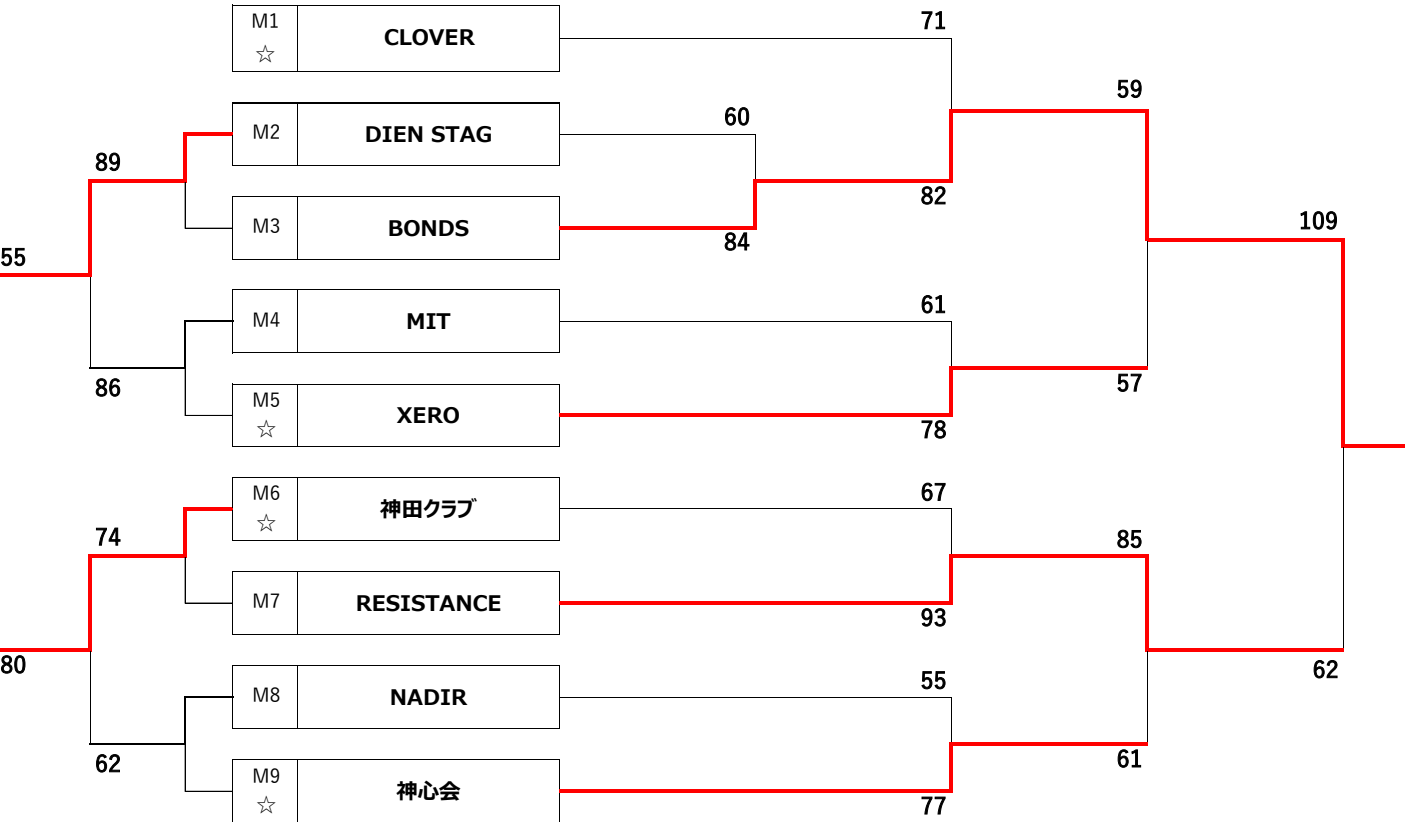 M1
☆
CLOVER
71
59
M2
DIEN STAG
60
89
82
M3
BONDS
84
109
55
M4
MIT
61
86
57
M5
☆
XERO
78
M6
☆
神田クラブ
67
74
85
M7
RESISTANCE
93
80
62
M8
NADIR
55
62
61
M9
☆
神心会
77